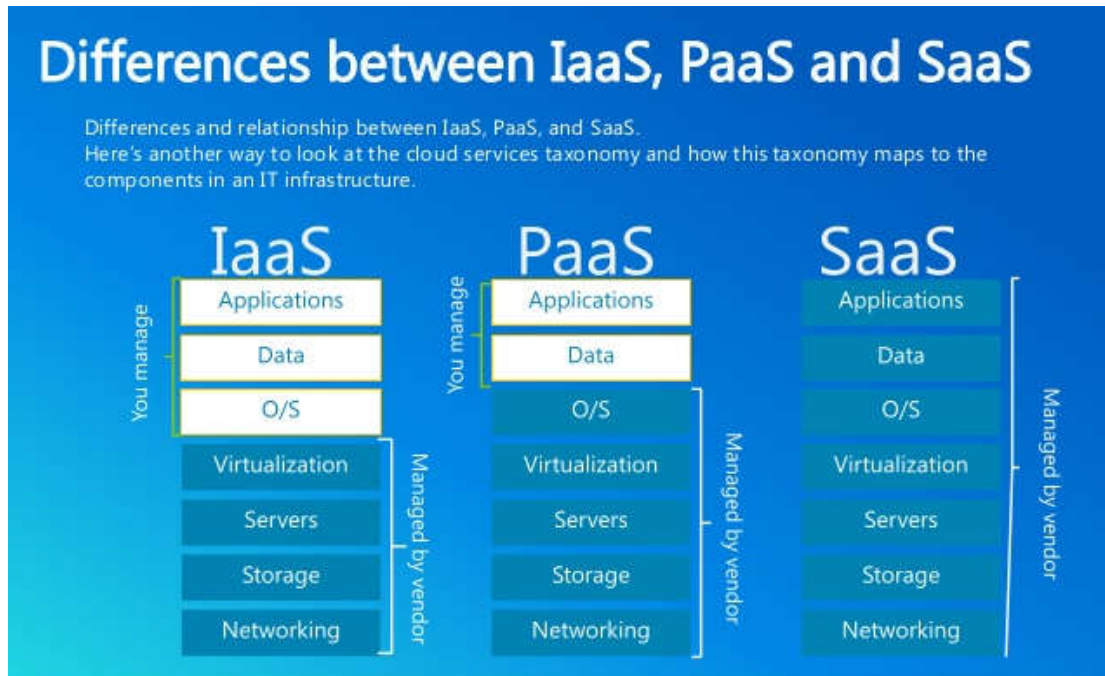 Differences between IaaS, PaaS and SaaS
Differences and relationship between IaaS, PaaS, and SaaS.
Here's another way to look at the cloud services taxonomy and how this taxonomy maps to the
components in an IT infrastructure.
IaaS
You manage
Applications
Data
O/S
Virtualization
Servers
Storage
Networking
Managed by vendor
PaaS
You manage
Applications
Data
O/S
Virtualization
Servers
Storage
Networking
Managed by vendor
SaaS
Applications
Data
O/S
Virtualization
Servers
Storage
Networking
Managed by vendor